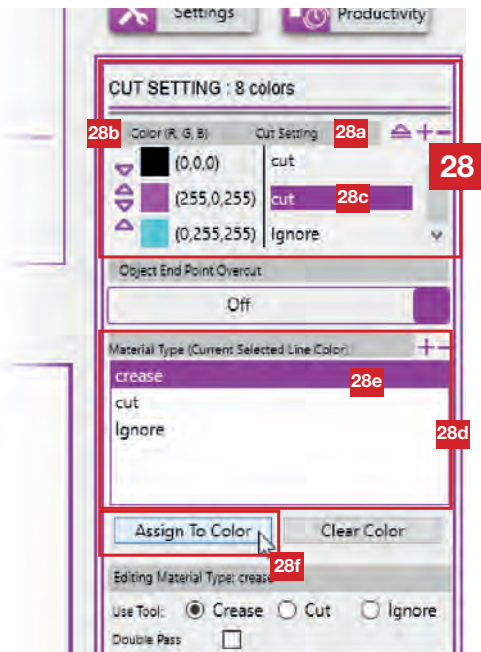 Settings Productivity
CUT SETTING : 8 colors
28b Color (R, G, B) Cut Setting 28a
28
(0,0,0) cut
(255,0,255) cut 28c
(0,255,255) Ignore
Object End Point Overcut
Off
Material Type (Current Selected Line Color)
crease 28e
cut
Ignore
28d
Assign To Color Clear Color
28f
Editing Material Type: crease
Use Tool: Crease Cut Ignore
Double Pass